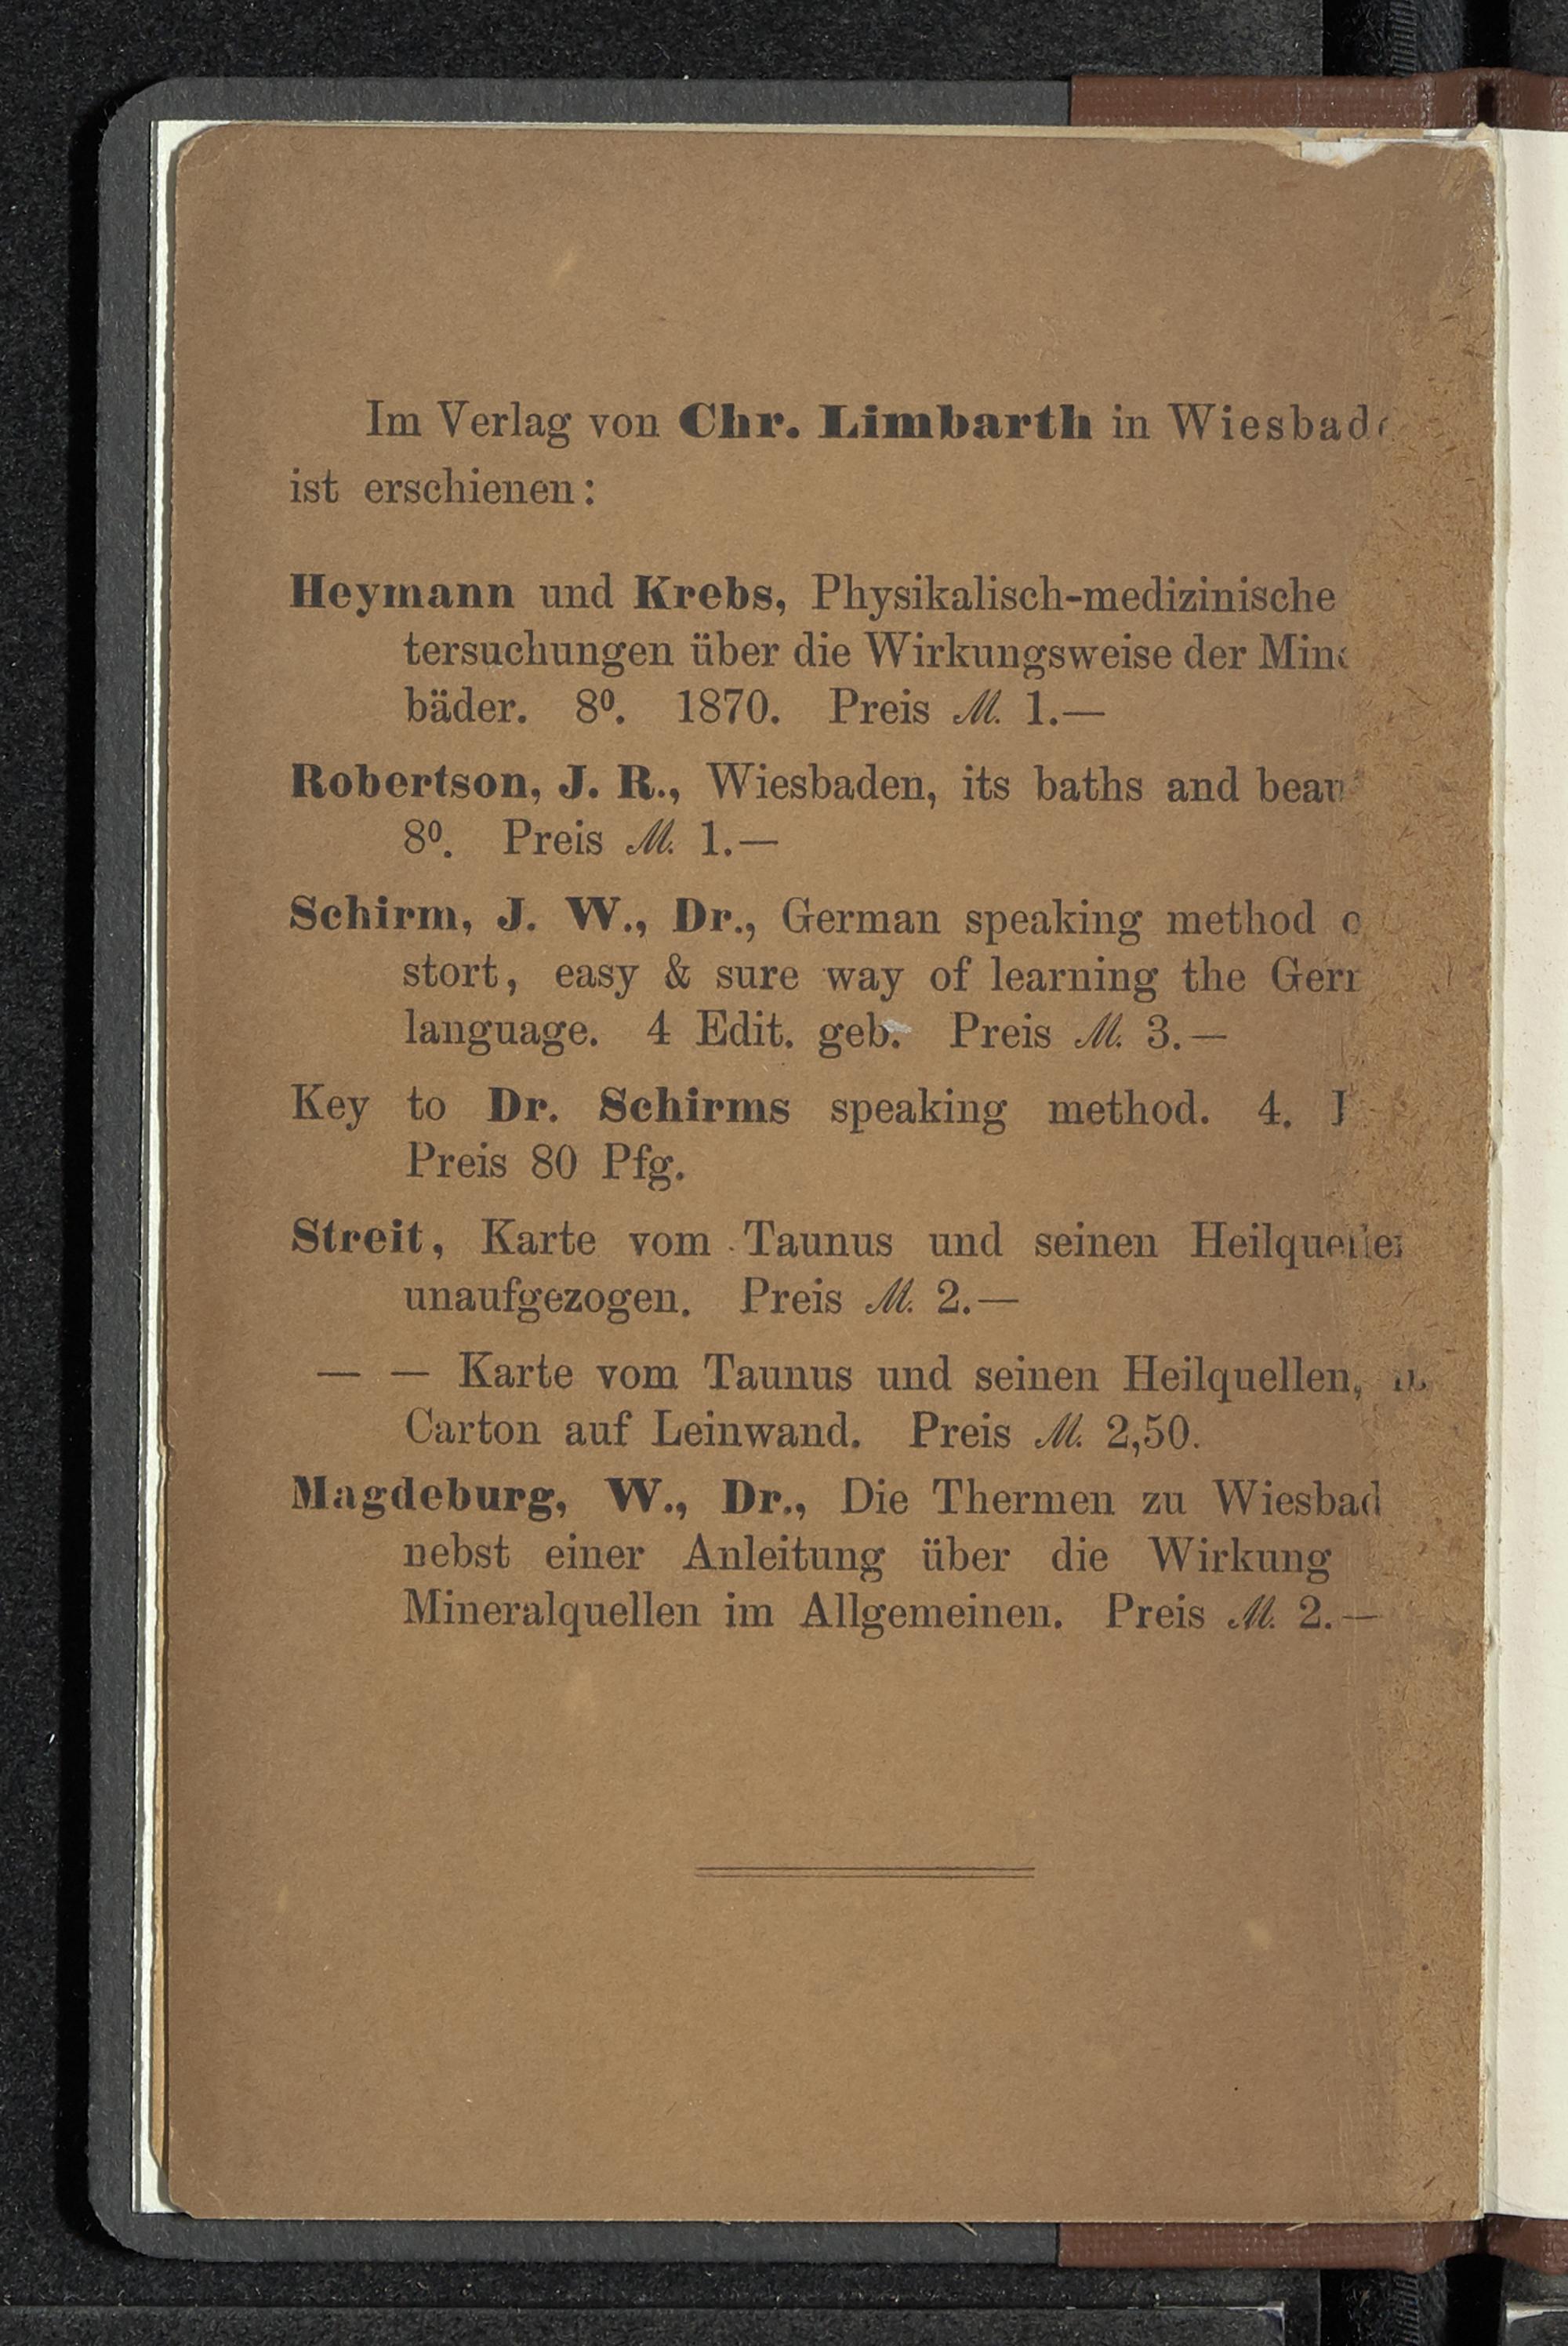 Im Verlag von Chr. Limbarth in
ist erschienen:
Heymann und Krebs, Physikalisch-medizinische
tersuchungen über die Wirkungsweise der
bäder. 8⁰. 1870. Preis ℳ. 1.—
Robertson, J. R., Wiesbaden, its baths and
8⁰. Preis ℳ. 1.—
Schirm, J. W., Dr., German speaking method
stort, easy & sure way of learning the
language. 4 Edit. geb. Preis ℳ. 3.—
Key to Dr. Schirms speaking method. 4.
Preis 80 Pfg.
Streit, Karte vom Taunus und seinen
unaufgezogen. Preis ℳ. 2.—
— — Karte vom Taunus und seinen Heilquellen,
Carton auf Leinwand. Preis ℳ. 2,50.
Magdeburg, W., Dr., Die Thermen zu Wiesbad
nebst einer Anleitung über die Wirkung
Mineralquellen im Allgemeinen. Preis ℳ. 2.—